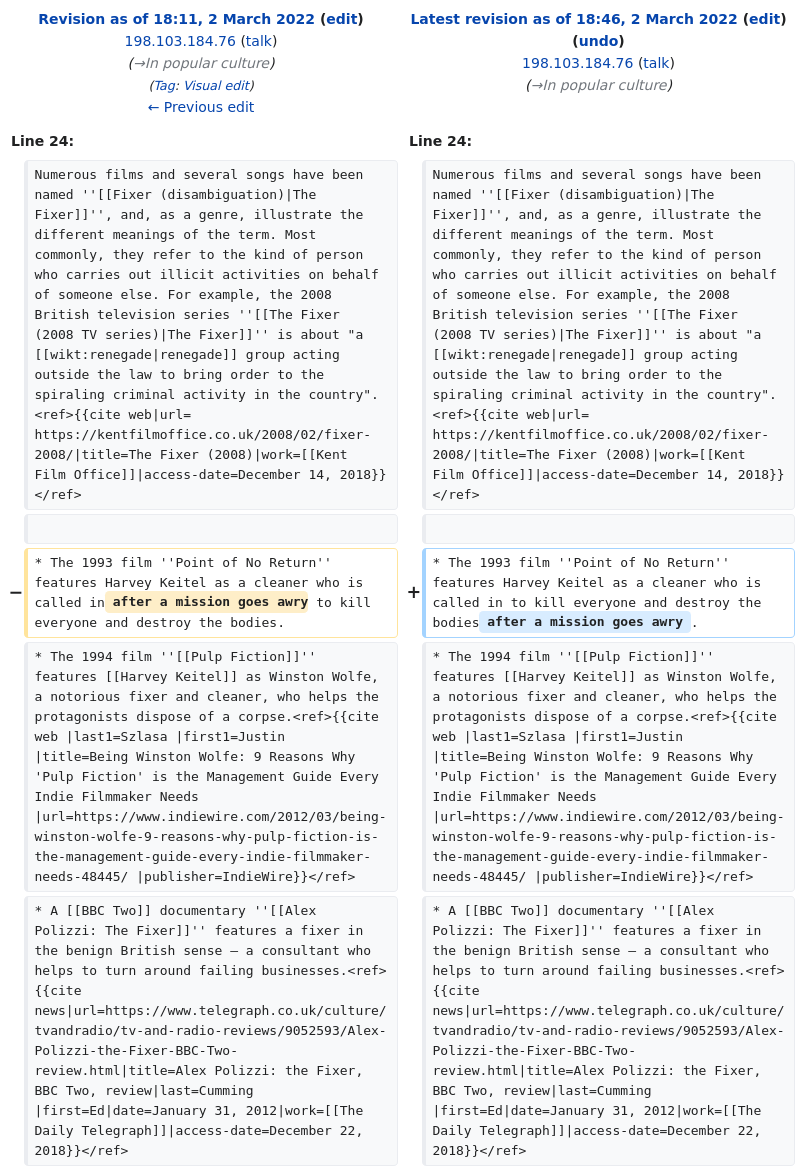 Revision as of 18:11, 2 March 2022 (edit)
198.103.184.76 (talk)
(→In popular culture)
(Tag: Visual edit)
← Previous edit
Latest revision as of 18:46, 2 March 2022 (edit)
(undo)
198.103.184.76 (talk)
(→In popular culture)
Line 24:
Line 24:
Numerous films and several songs have been
named ''[[Fixer (disambiguation)|The
Fixer]]'', and, as a genre, illustrate the
different meanings of the term. Most
commonly, they refer to the kind of person
who carries out illicit activities on behalf
of someone else. For example, the 2008
British television series ''[[The Fixer
(2008 TV series)|The Fixer]]'' is about "a
[[wikt:renegade|renegade]] group acting
outside the law to bring order to the
spiraling criminal activity in the country".
<ref>{{cite web|url=
https://kentfilmoffice.co.uk/2008/02/fixer-
2008/|title=The Fixer (2008)|work=[[Kent
Film Office]]|access-date=December 14, 2018}}
</ref>
Numerous films and several songs have been
named ''[[Fixer (disambiguation)|The
Fixer]]'', and, as a genre, illustrate the
different meanings of the term. Most
commonly, they refer to the kind of person
who carries out illicit activities on behalf
of someone else. For example, the 2008
British television series ''[[The Fixer
(2008 TV series)|The Fixer]]'' is about "a
[[wikt:renegade|renegade]] group acting
outside the law to bring order to the
spiraling criminal activity in the country".
<ref>{{cite web|url=
https://kentfilmoffice.co.uk/2008/02/fixer-
2008/|title=The Fixer (2008)|work=[[Kent
Film Office]]|access-date=December 14, 2018}}
</ref>
−
* The 1993 film ''Point of No Return''
features Harvey Keitel as a cleaner who is
called in after a mission goes awry to kill
everyone and destroy the bodies.
+
* The 1993 film ''Point of No Return''
features Harvey Keitel as a cleaner who is
called in to kill everyone and destroy the
bodies after a mission goes awry .
* The 1994 film ''[[Pulp Fiction]]''
features [[Harvey Keitel]] as Winston Wolfe,
a notorious fixer and cleaner, who helps the
protagonists dispose of a corpse.<ref>{{cite
web |last1=Szlasa |first1=Justin
|title=Being Winston Wolfe: 9 Reasons Why
'Pulp Fiction' is the Management Guide Every
Indie Filmmaker Needs
|url=https://www.indiewire.com/2012/03/being-
winston-wolfe-9-reasons-why-pulp-fiction-is-
the-management-guide-every-indie-filmmaker-
needs-48445/ |publisher=IndieWire}}</ref>
* The 1994 film ''[[Pulp Fiction]]''
features [[Harvey Keitel]] as Winston Wolfe,
a notorious fixer and cleaner, who helps the
protagonists dispose of a corpse.<ref>{{cite
web |last1=Szlasa |first1=Justin
|title=Being Winston Wolfe: 9 Reasons Why
'Pulp Fiction' is the Management Guide Every
Indie Filmmaker Needs
|url=https://www.indiewire.com/2012/03/being-
winston-wolfe-9-reasons-why-pulp-fiction-is-
the-management-guide-every-indie-filmmaker-
needs-48445/ |publisher=IndieWire}}</ref>
* A [[BBC Two]] documentary ''[[Alex
Polizzi: The Fixer]]'' features a fixer in
the benign British sense – a consultant who
helps to turn around failing businesses.<ref>
{{cite
news|url=https://www.telegraph.co.uk/culture/
tvandradio/tv-and-radio-reviews/9052593/Alex-
Polizzi-the-Fixer-BBC-Two-
review.html|title=Alex Polizzi: the Fixer,
BBC Two, review|last=Cumming
|first=Ed|date=January 31, 2012|work=[[The
Daily Telegraph]]|access-date=December 22,
2018}}</ref>
* A [[BBC Two]] documentary ''[[Alex
Polizzi: The Fixer]]'' features a fixer in
the benign British sense – a consultant who
helps to turn around failing businesses.<ref>
{{cite
news|url=https://www.telegraph.co.uk/culture/
tvandradio/tv-and-radio-reviews/9052593/Alex-
Polizzi-the-Fixer-BBC-Two-
review.html|title=Alex Polizzi: the Fixer,
BBC Two, review|last=Cumming
|first=Ed|date=January 31, 2012|work=[[The
Daily Telegraph]]|access-date=December 22,
2018}}</ref>